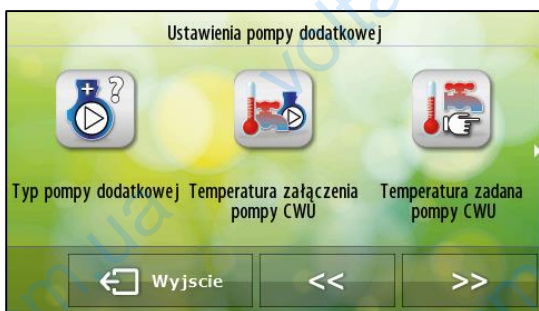 Ustawienia pompy dodatkowej
?
Typ pompy dodatkowej
Temperatura załączenia
pompy CWU
Temperatura zadana
pompy CWU
Wyjscie
<<
>>